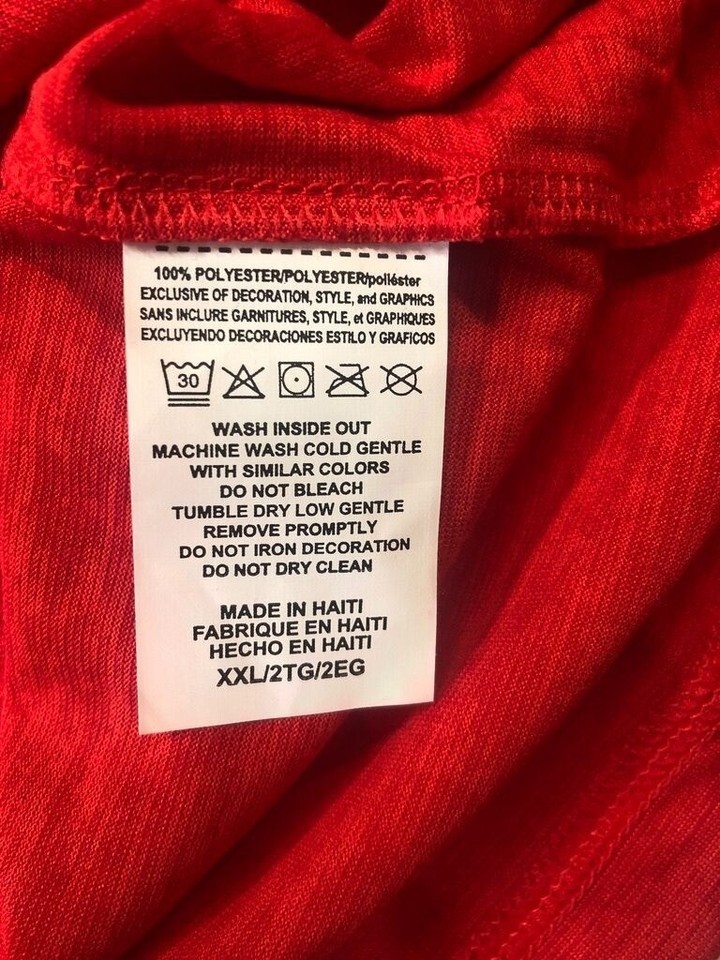 100% POLYESTER/POLYESTER/poliéster
EXCLUSIVE OF DECORATION, STYLE, and GRAPHICS
SANS INCLURE GARNITURES, STYLE, et GRAPHIQUES
EXCLUYENDO DECORACIONES ESTILO Y GRAFICOS
30
WASH INSIDE OUT
MACHINE WASH COLD GENTLE
WITH SIMILAR COLORS
DO NOT BLEACH
TUMBLE DRY LOW GENTLE
REMOVE PROMPTLY
DO NOT IRON DECORATION
DO NOT DRY CLEAN
MADE IN HAITI
FABRIQUE EN HAITI
HECHO EN HAITI
XXL/2TG/2EG